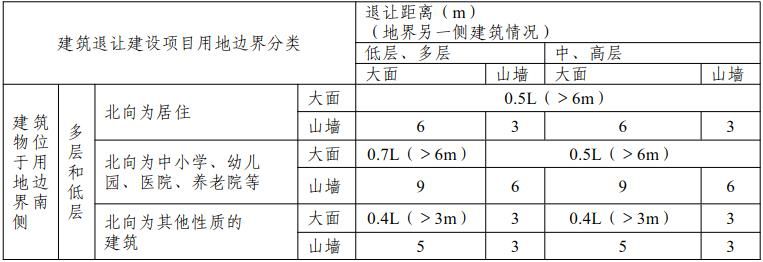 建筑退让建设项目用地边界分类
退让距离（m）
（地界另一侧建筑情况）
低层、多层 中、高层
大面 山墙 大面 山墙
建筑物位于用地边界南侧
多层和低层
北向为居住
大面 0.5L（＞6m）
山墙 6 3 6 3
北向为中小学、幼儿
园、医院、养老院等
大面 0.7L（＞6m） 0.5L（＞6m）
山墙 9 6 9 6
北向为其他性质的
建筑
大面 0.4L（＞3m） 3 0.4L（＞3m） 3
山墙 5 3 5 3